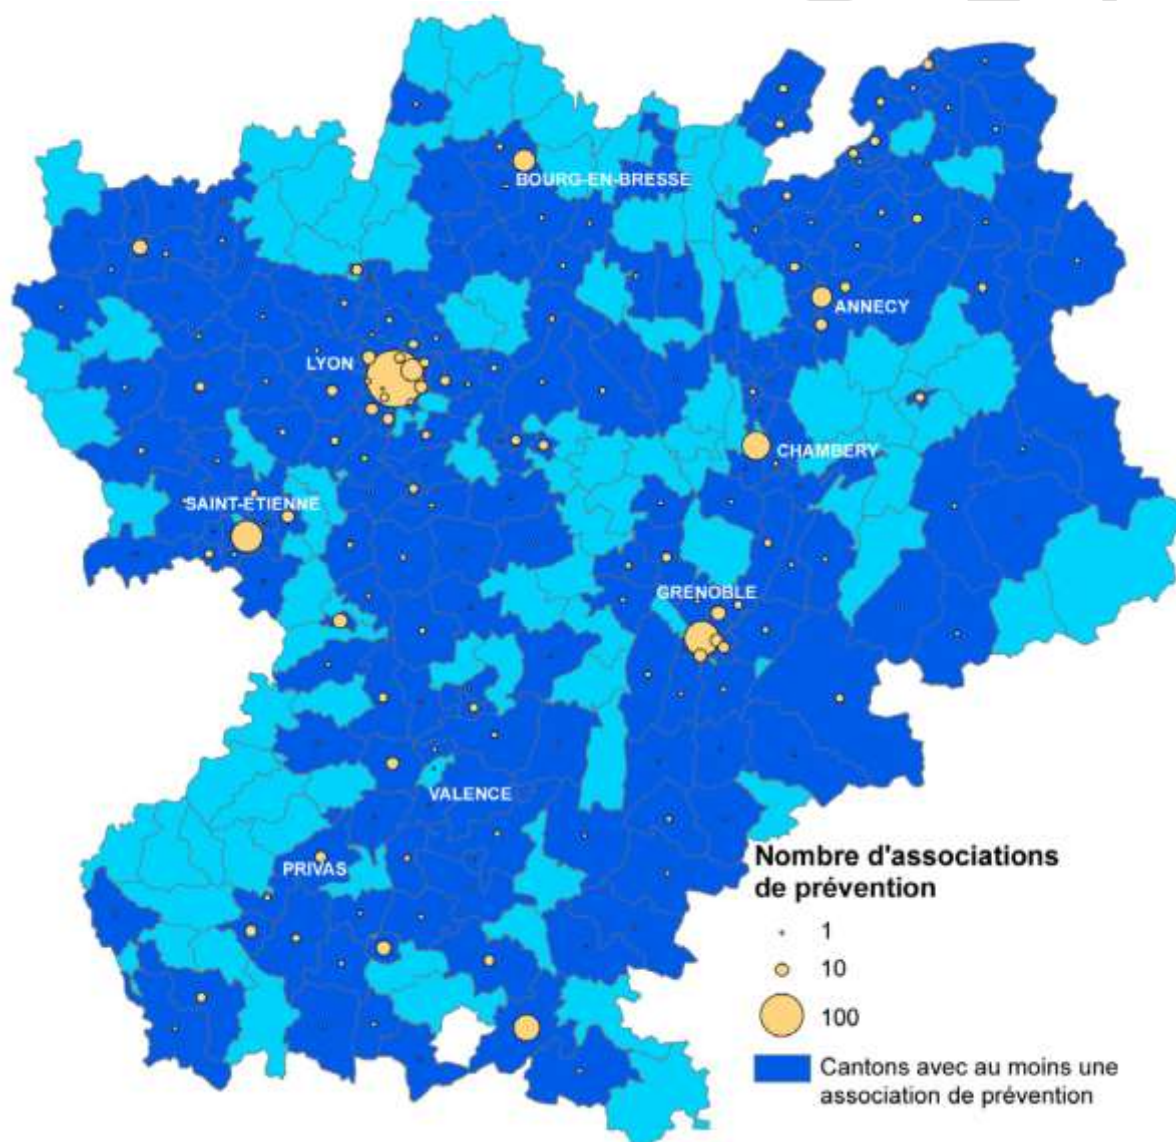 BOURG-EN-BRESSE
ANNECY
LYON
CHAMBERY
SAINT-ETIENNE
GRENOBLE
VALENCE
PRIVAS
Nombre d'associations
de prévention
1
10
100
Cantons avec au moins une
association de prévention